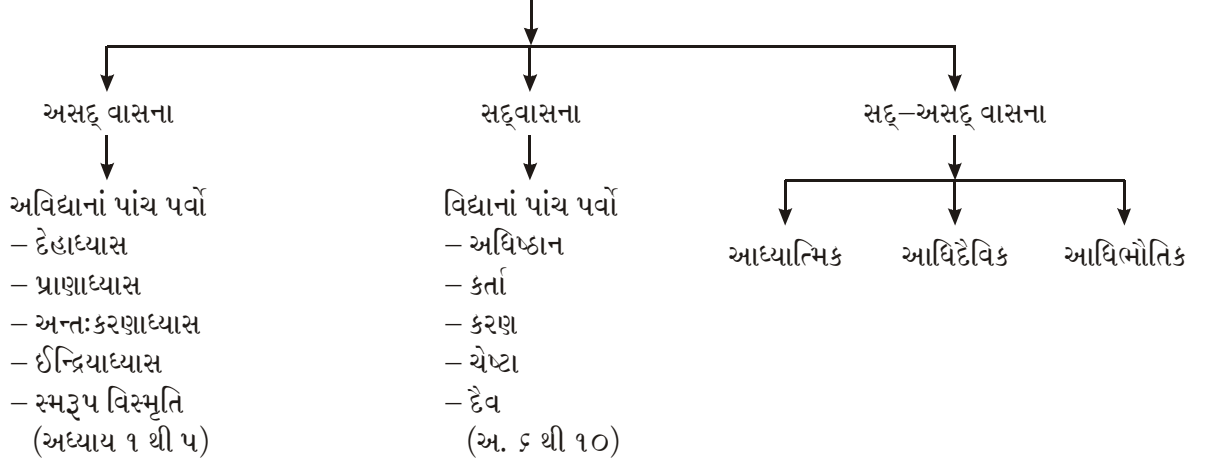 અસદ્ વાસના
સદ્વાસના
સદ્–અસદ્ વાસના
અવિદ્યાનાં પાંચ પર્વો
– દેહાધ્યાસ
– પ્રાણાધ્યાસ
– અન્તઃકરણાધ્યાસ
– ઈન્દ્રિયાધ્યાસ
– સ્મરૂપ વિસ્મૃતિ
(અધ્યાય ૧ થી ૫)
વિદ્યાનાં પાંચ પર્વો
– અધિષ્ઠાન
– કર્તા
– કરણ
– ચેષ્ટા
– દૈવ
(અ. ૬ થી ૧૦)
આધ્યાત્મિક
આધિદૈવિક
આધિભૌતિક